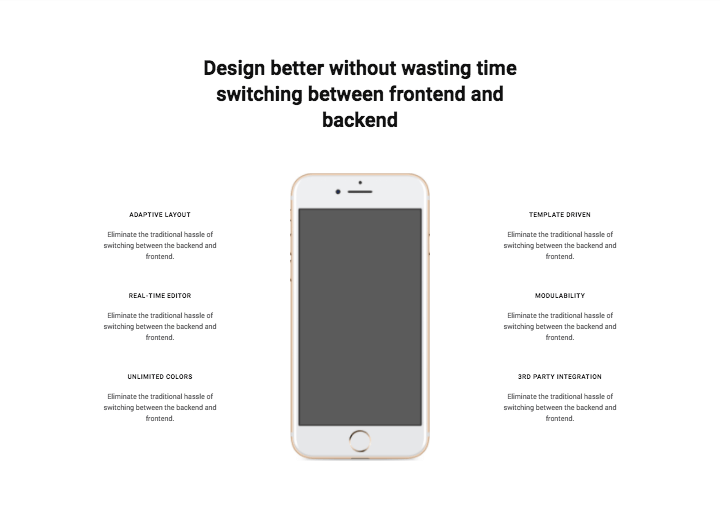 Design better without wasting time
switching between frontend and
backend
ADAPTIVE LAYOUT
Eliminate the traditional hassle of
switching between the backend and
frontend.
REAL-TIME EDITOR
Eliminate the traditional hassle of
switching between the backend and
frontend.
UNLIMITED COLORS
Eliminate the traditional hassle of
switching between the backend and
frontend.
TEMPLATE DRIVEN
Eliminate the traditional hassle of
switching between the backend and
frontend.
MODULABILITY
Eliminate the traditional hassle of
switching between the backend and
frontend.
3RD PARTY INTEGRATION
Eliminate the traditional hassle of
switching between the backend and
frontend.